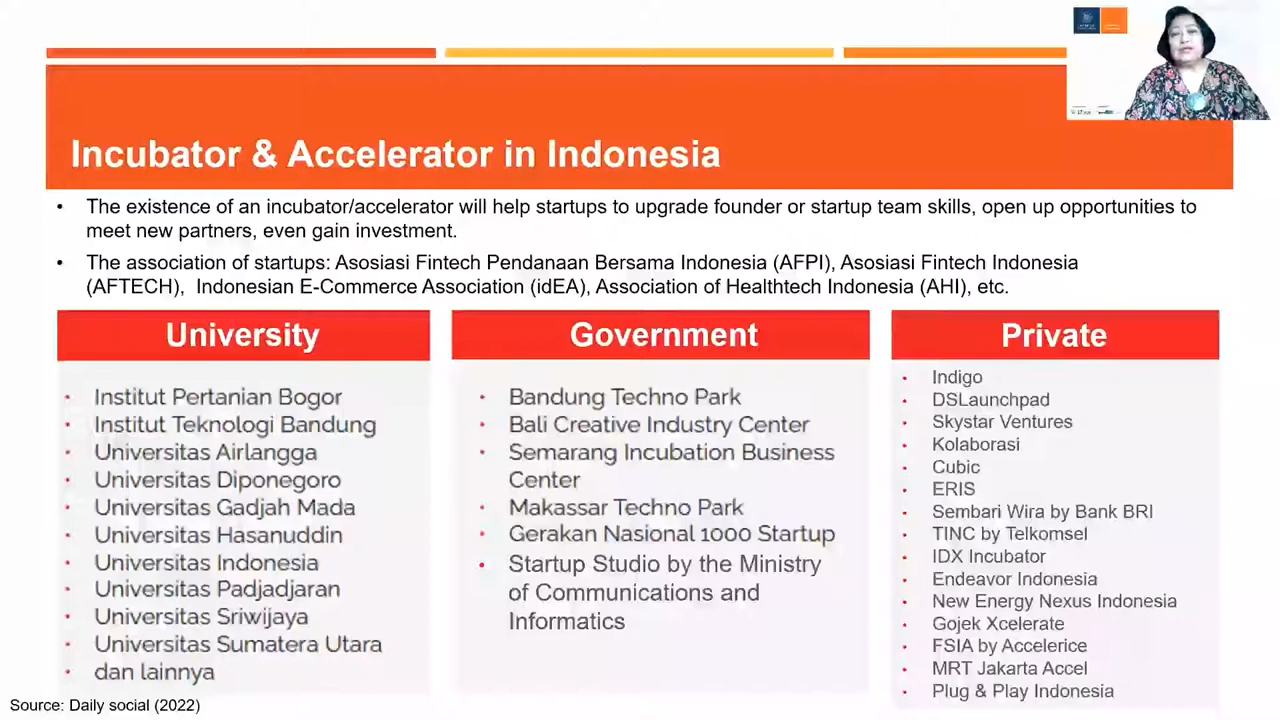 Incubator & Accelerator in Indonesia
• The existence of an incubator/accelerator will help startups to upgrade founder or startup team skills, open up opportunities to
meet new partners, even gain investment.
• The association of startups: Asosiasi Fintech Pendanaan Bersama Indonesia (AFPI), Asosiasi Fintech Indonesia
(AFTECH), Indonesian E-Commerce Association (idEA), Association of Healthtech Indonesia (AHI), etc.
University
• Institut Pertanian Bogor
• Institut Teknologi Bandung
• Universitas Airlangga
• Universitas Diponegoro
• Universitas Gadjah Mada
• Universitas Hasanuddin
• Universitas Indonesia
• Universitas Padjadjaran
• Universitas Sriwijaya
• Universitas Sumatera Utara
• dan lainnya
Government
• Bandung Techno Park
• Bali Creative Industry Center
• Semarang Incubation Business
Center
• Makassar Techno Park
• Gerakan Nasional 1000 Startup
• Startup Studio by the Ministry
of Communications and
Informatics
Private
• Indigo
• DSLaunchpad
• Skystar Ventures
• Kolaborasi
• Cubic
• ERIS
• Sembari Wira by Bank BRI
• TINC by Telkomsel
• IDX Incubator
• Endeavor Indonesia
• New Energy Nexus Indonesia
• Gojek Xcelerate
• FSIA by Accelerice
• MRT Jakarta Accel
• Plug & Play Indonesia
Source: Daily social (2022)